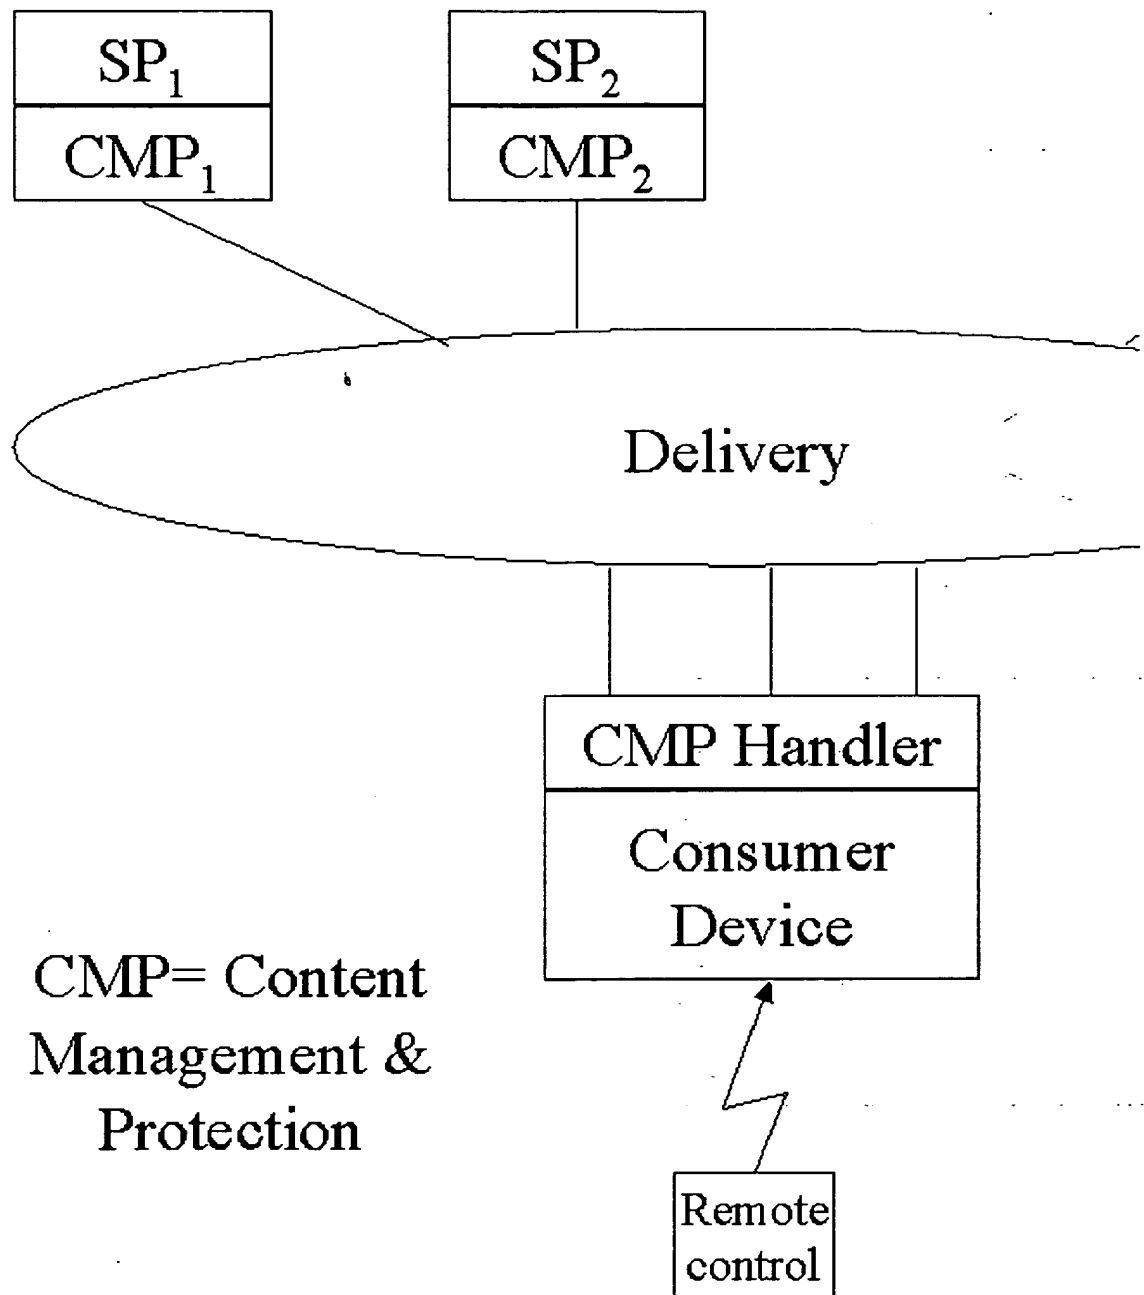 SP₁
CMP₁
SP₂
CMP₂
Delivery
CMP Handler
Consumer
Device
CMP= Content
Management &
Protection
Remote
control